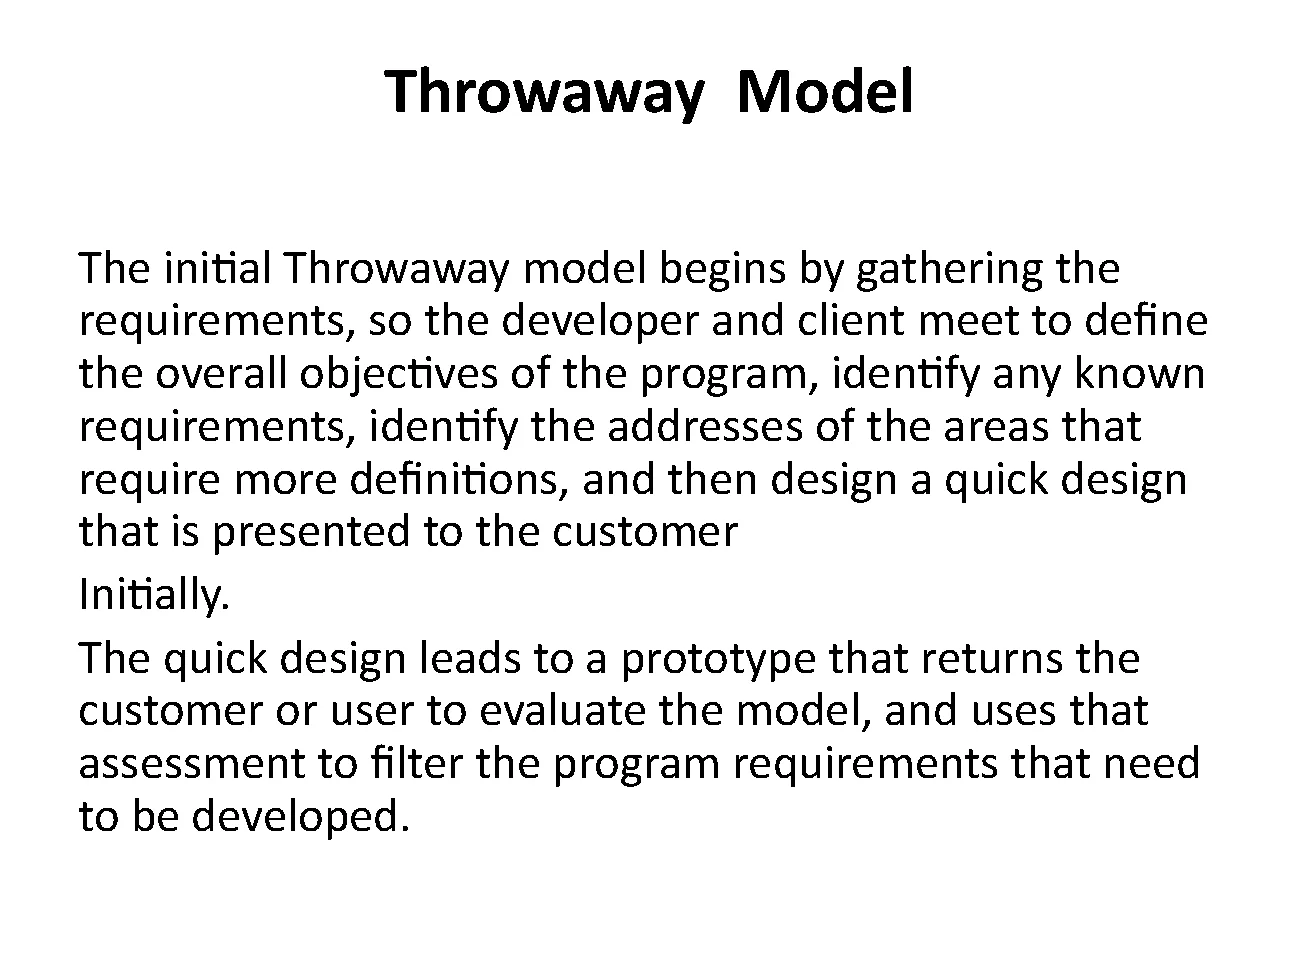 Throwaway  Model
The initial Throwaway model begins by gathering the
requirements, so the developer and client meet to define
the overall objectives of the program, identify any known
requirements, identify the addresses of the areas that
require more definitions, and then design a quick design
that is presented to the customer
Initially.
The quick design leads to a prototype that returns the
customer or user to evaluate the model, and uses that
assessment to filter the program requirements that need
to be developed.